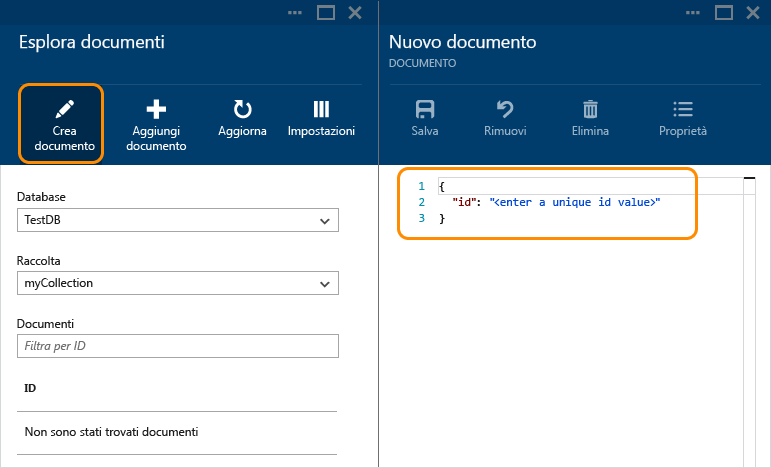 Esplora documenti
Crea
documento
Aggiungi
documento
Aggiorna
Impostazioni
Database
TestDB
Raccolta
myCollection
Documenti
Filtra per ID
ID
Non sono stati trovati documenti
Nuovo documento
DOCUMENTO
Salva
Rimuovi
Elimina
Proprietà
1 {
2 "id": "<enter a unique id value>"
3 }